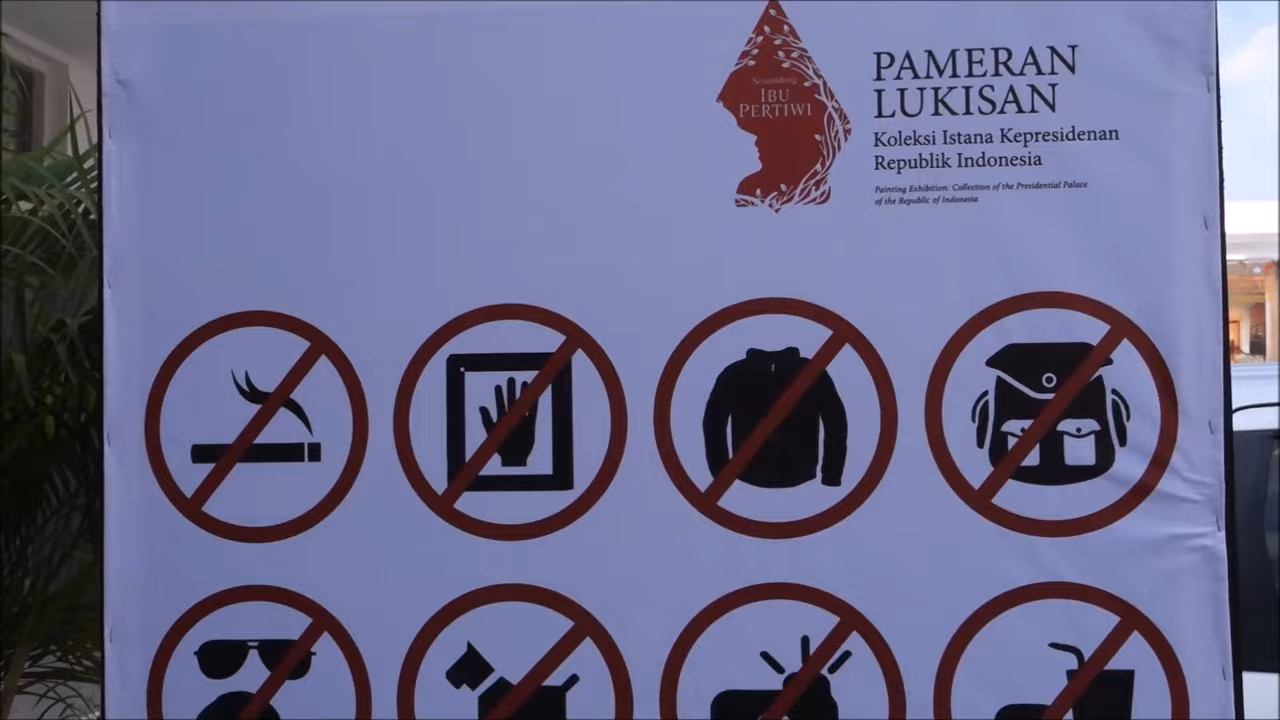 Senandung
IBU
PERTIWI
PAMERAN
LUKISAN
Koleksi Istana Kepresidenan
Republik Indonesia
Painting Exhibition: Collection of the Presidential Palace
of the Republic of Indonesia